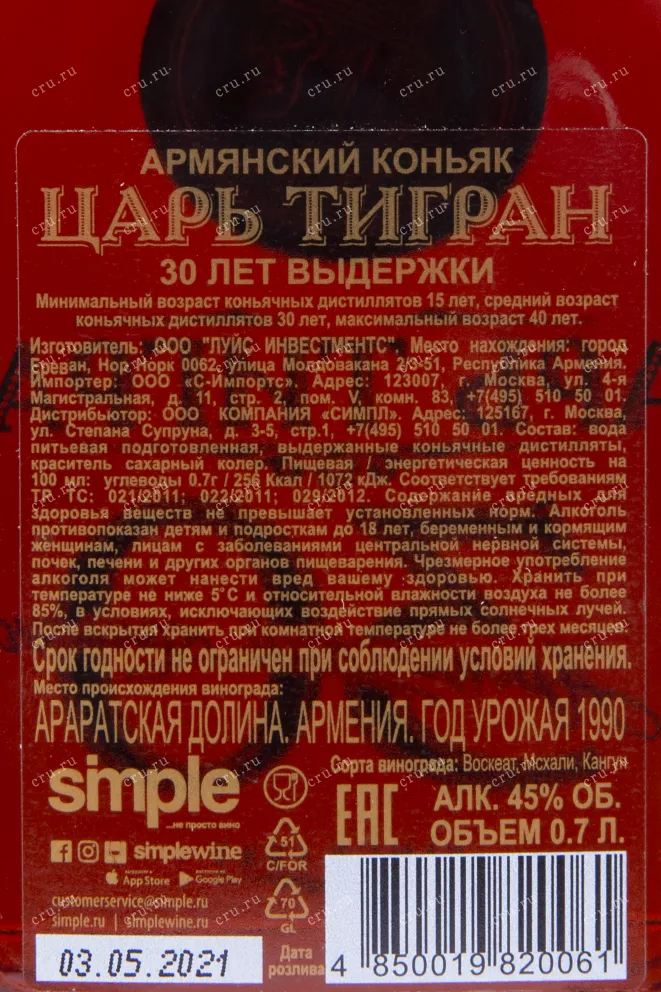 АРМЯНСКИЙ КОНЬЯК
ЦАРЬ ТИГРАН
30 ЛЕТ ВЫДЕРЖКИ
Минимальный возраст коньячных дистиллятов 15 лет, средний возраст
коньячных дистиллятов 30 лет, максимальный возраст 40 лет.
Изготовитель: ООО "ЛУЙС ИНВЕСТМЕНТС". Место нахождения: город
Ереван, Нор Норк 0062, улица Молдовакана 2/3-51, Республика Армения.
Импортер: ООО «С-Импортс». Адрес: 123007, г. Москва, ул. 4-я
Магистральная, д. 11, стр. 2, пом. V, комн. 83, +7(495) 510 50 01.
Дистрибьютор: ООО КОМПАНИЯ «СИМПЛ». Адрес: 125167, г. Москва,
ул. Степана Супруна, д. 3-5, стр.1, +7(495) 510 50 01. Состав: вода
питьевая подготовленная, выдержанные коньячные дистилляты,
краситель сахарный колер. Пищевая / энергетическая ценность на
100 мл: углеводы 0.7г / 256 Ккал / 1072 кДж. Соответствует требованиям
ТР ТС: 021/2011; 022/2011; 029/2012. Содержание вредных для
здоровья веществ не превышает установленных норм. Алкоголь
противопоказан детям и подросткам до 18 лет, беременным и кормящим
женщинам, лицам с заболеваниями центральной нервной системы,
почек, печени и других органов пищеварения. Чрезмерное употребление
алкоголя может нанести вред вашему здоровью. Хранить при
температуре не ниже 5°С и относительной влажности воздуха не более
85%, в условиях, исключающих воздействие прямых солнечных лучей.
После вскрытия хранить при комнатной температуре не более трех месяцев.
Срок годности не ограничен при соблюдении условий хранения.
Место происхождения винограда:
АРАРАТСКАЯ ДОЛИНА. АРМЕНИЯ. ГОД УРОЖАЯ 1990
Сорта винограда: Воскеат, Мсхали, Кангун
simple
...не просто вино
EAC
АЛК. 45% ОБ.
ОБЪЕМ 0.7 Л.
simplewine
App Store
Google Play
51
C/FOR
70
GL
customerservice@simple.ru
simple.ru | simplewine.ru
03.05.2021
Дата
розлива
4 850019 820061
cru.ru